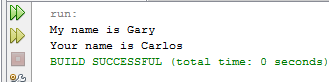 run:
My name is Gary
Your name is Carlos
BUILD SUCCESSFUL (total time: 0 seconds)